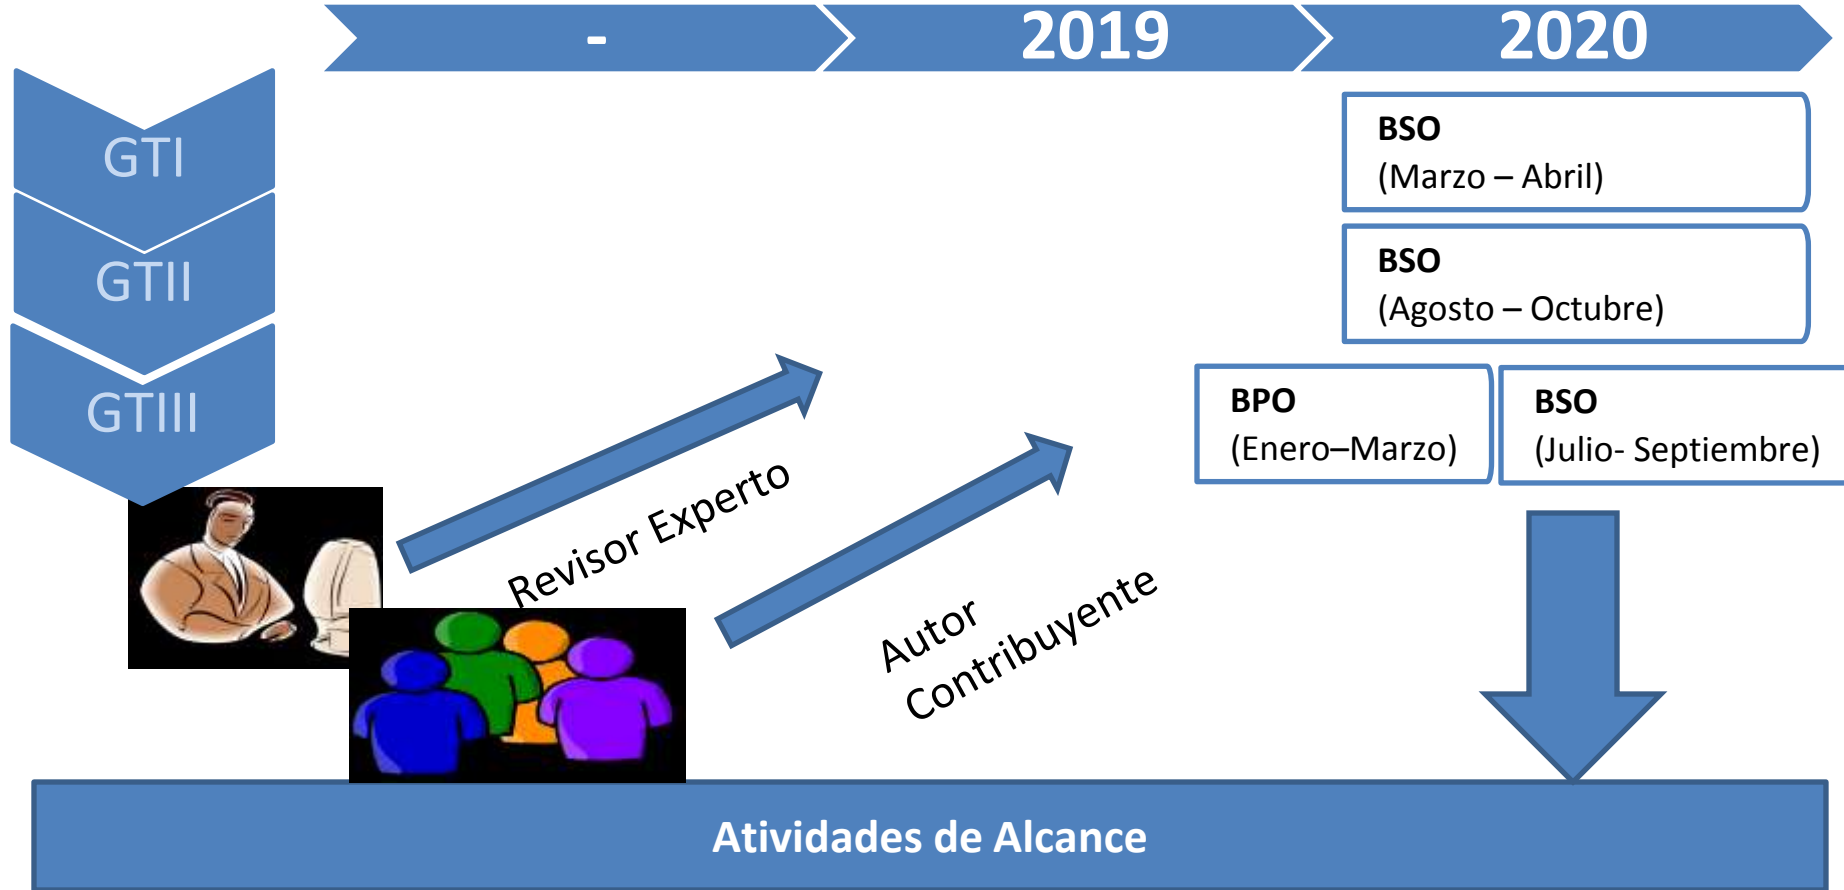 -
2019
2020
GTI
BSO
(Marzo – Abril)
GTII
BSO
(Agosto – Octubre)
GTIII
BPO
(Enero–Marzo)
BSO
(Julio- Septiembre)
Revisor Experto
Autor
Contribuyente
Atividades de Alcance